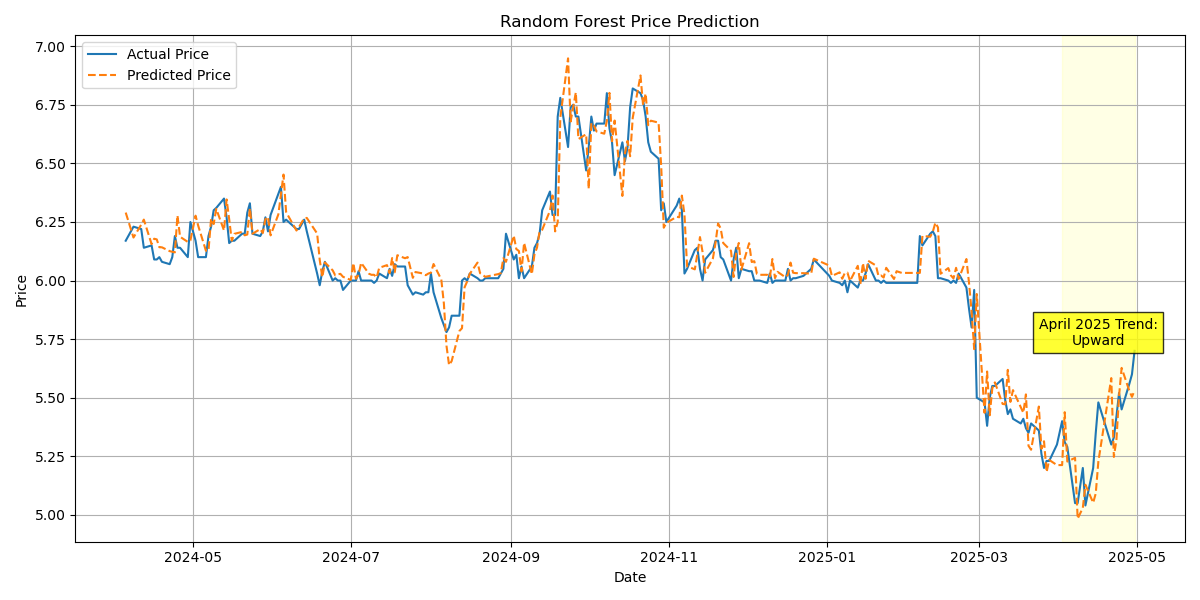 Random Forest Price Prediction
Actual Price
Predicted Price
Price
7.00
6.75
6.50
6.25
6.00
5.75
5.50
5.25
5.00
April 2025 Trend:
Upward
2024-05 2024-07 2024-09 2024-11 2025-01 2025-03 2025-05
Date